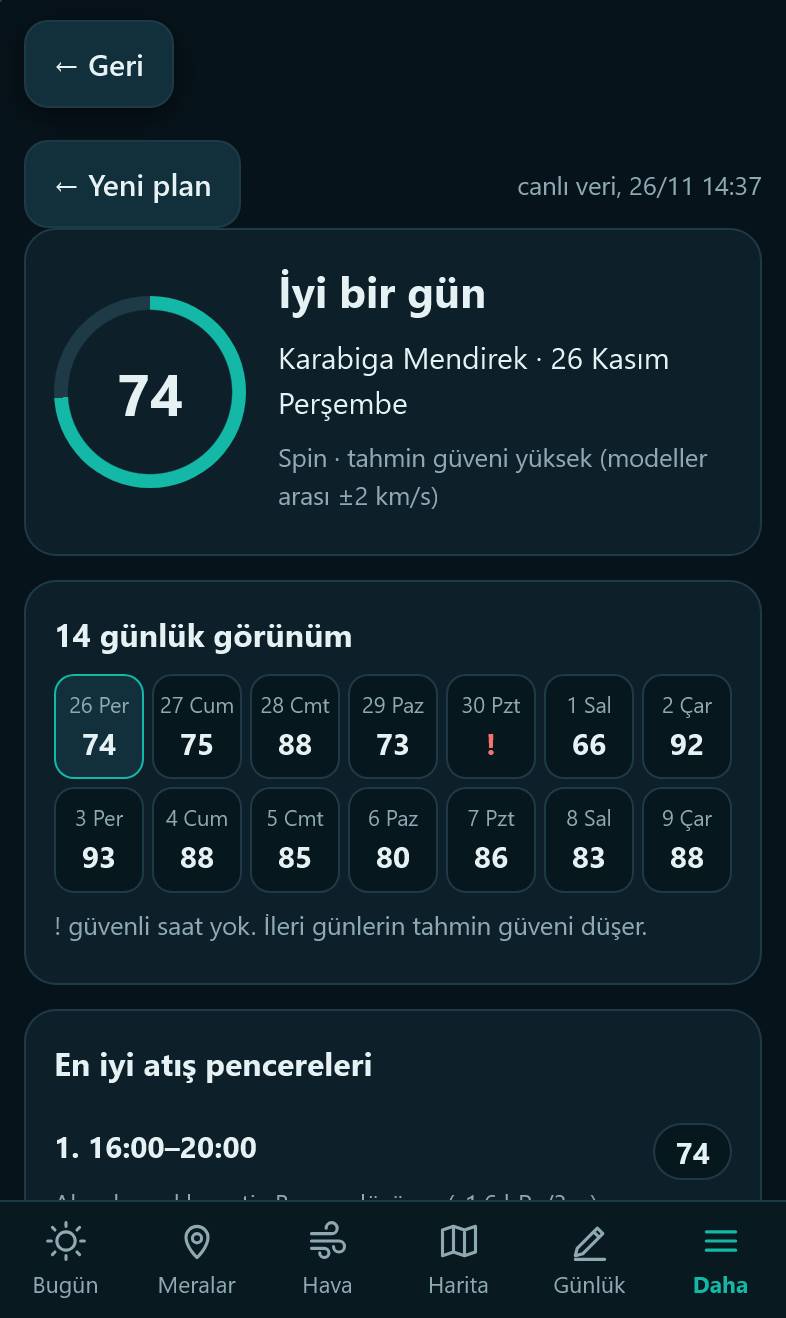 ← Geri
← Yeni plan
canlı veri, 26/11 14:37
74
İyi bir gün
Karabiga Mendirek · 26 Kasım
Perşembe
Spin · tahmin güveni yüksek (modeller
arası ±2 km/s)
14 günlük görünüm
26 Per 27 Cum 28 Cmt 29 Paz 30 Pzt 1 Sal 2 Çar
74 75 88 73 ! 66 92
3 Per 4 Cum 5 Cmt 6 Paz 7 Pzt 8 Sal 9 Çar
93 88 85 80 86 83 88
! güvenli saat yok. İleri günlerin tahmin güveni düşer.
En iyi atış pencereleri
1. 16:00–20:00
74
Bugün Meralar Hava Harita Günlük Daha